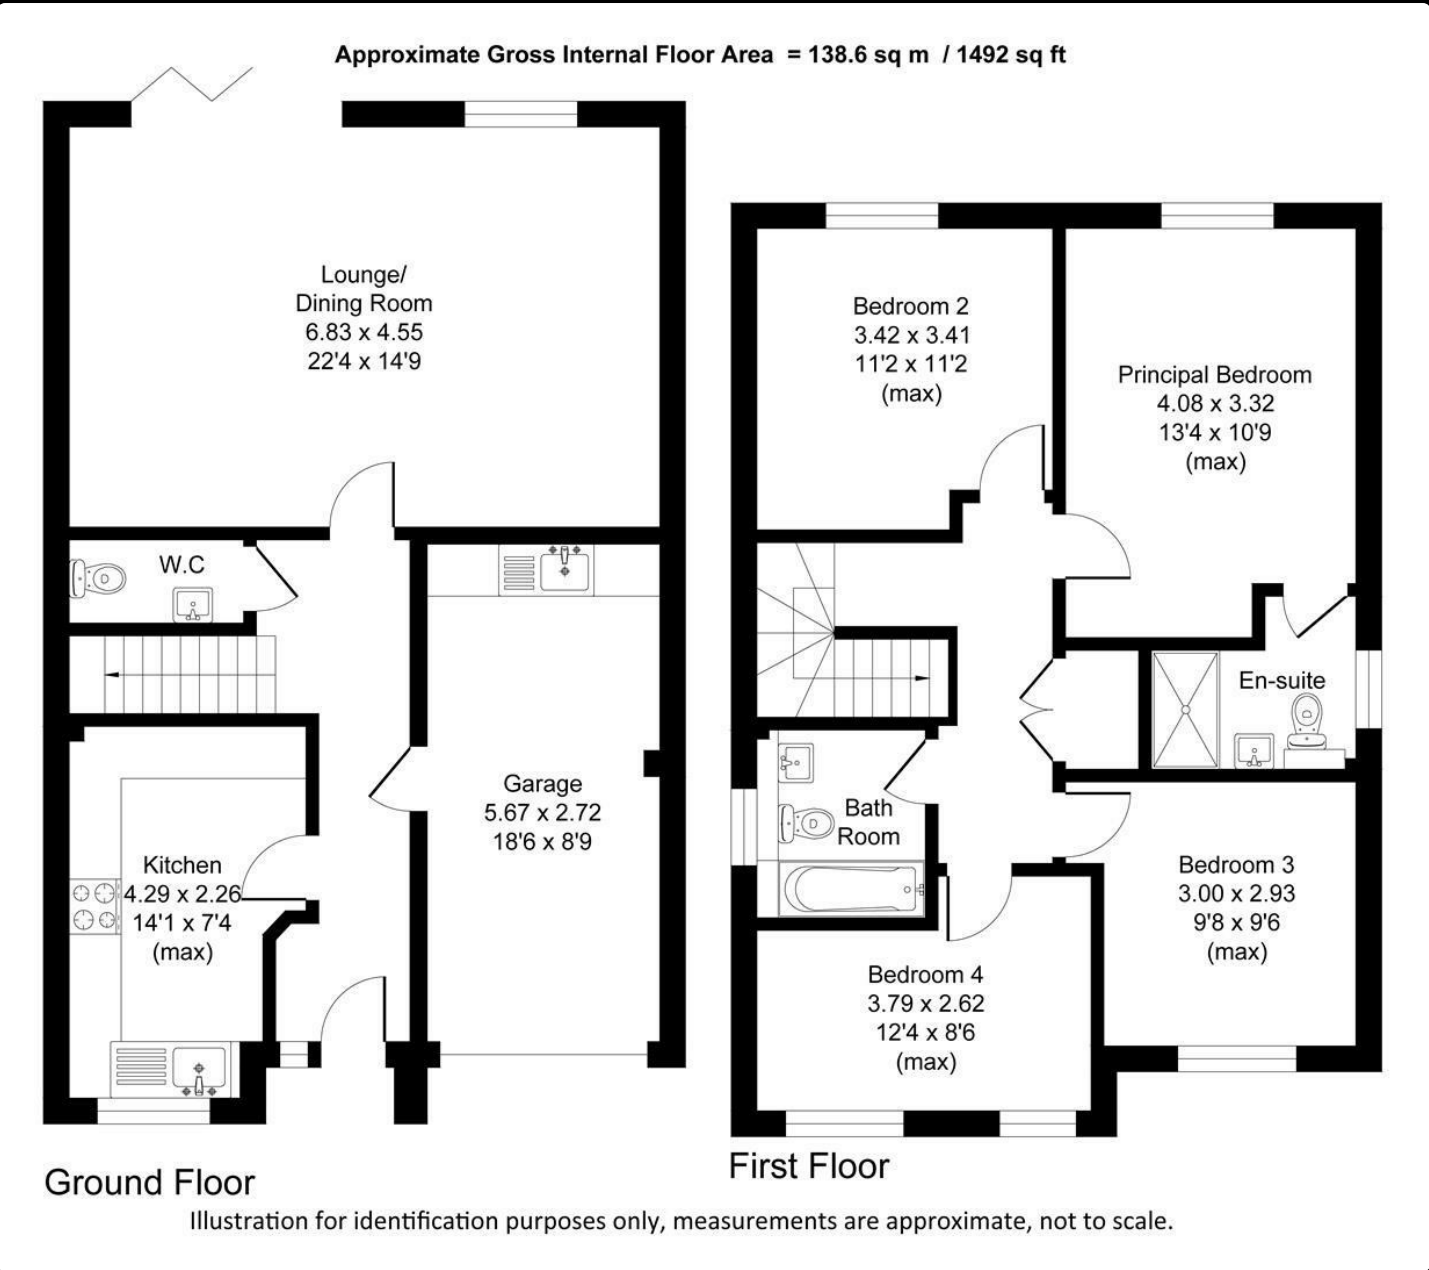 Approximate Gross Internal Floor Area = 138.6 sq m / 1492 sq ft
Lounge/
Dining Room
6.83 x 4.55
22'4 x 14'9
W.C
Garage
5.67 x 2.72
18'6 x 8'9
Kitchen
4.29 x 2.26
14'1 x 7'4
(max)
Ground Floor
Bedroom 2
3.42 x 3.41
11'2 x 11'2
(max)
Principal Bedroom
4.08 x 3.32
13'4 x 10'9
(max)
En-suite
Bath
Room
Bedroom 3
3.00 x 2.93
9'8 x 9'6
(max)
Bedroom 4
3.79 x 2.62
12'4 x 8'6
(max)
First Floor
Illustration for identification purposes only, measurements are approximate, not to scale.